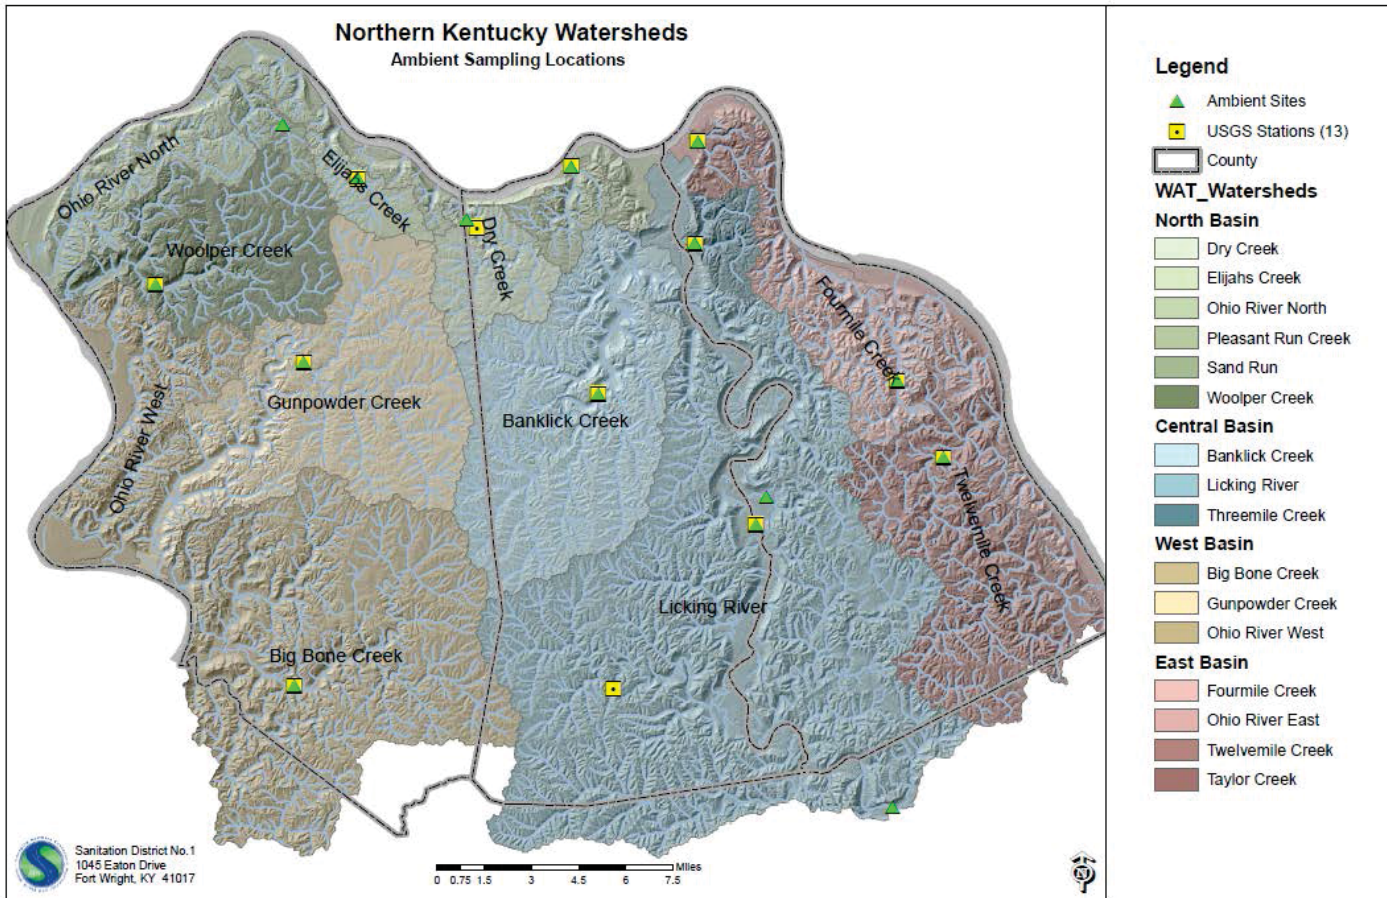 Northern Kentucky Watersheds
Ambient Sampling Locations
Ohio River North
Elijahs Creek
Woolper Creek
Dry Creek
Fourmile Creek
Gunpowder Creek
Banklick Creek
Ohio River West
Twelvemile Creek
Licking River
Big Bone Creek
Sanitation District No.1
1045 Eaton Drive
Fort Wright, KY 41017
Miles
0 0.75 1.5 3 4.5 6 7.5
N
Legend
Ambient Sites
USGS Stations (13)
County
WAT_Watersheds
North Basin
Dry Creek
Elijahs Creek
Ohio River North
Pleasant Run Creek
Sand Run
Woolper Creek
Central Basin
Banklick Creek
Licking River
Threemile Creek
West Basin
Big Bone Creek
Gunpowder Creek
Ohio River West
East Basin
Fourmile Creek
Ohio River East
Twelvemile Creek
Taylor Creek